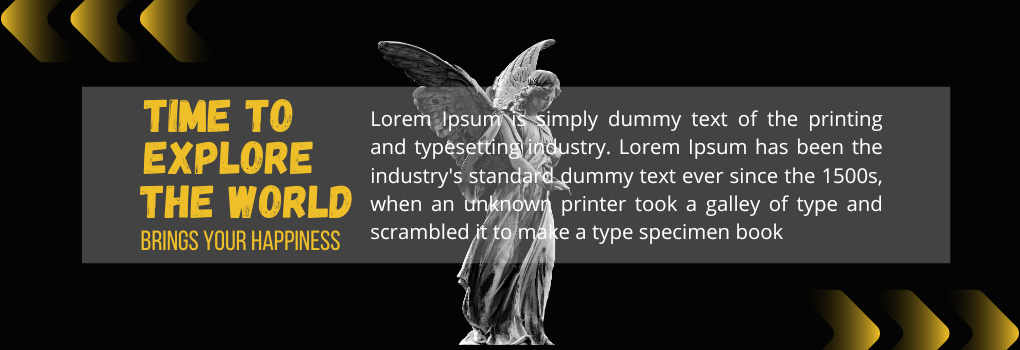 TIME TO
EXPLORE
THE WORLD
BRINGS YOUR HAPPINESS
Lorem Ipsum is simply dummy text of the printing
and typesetting industry. Lorem Ipsum has been the
industry's standard dummy text ever since the 1500s,
when an unknown printer took a galley of type and
scrambled it to make a type specimen book